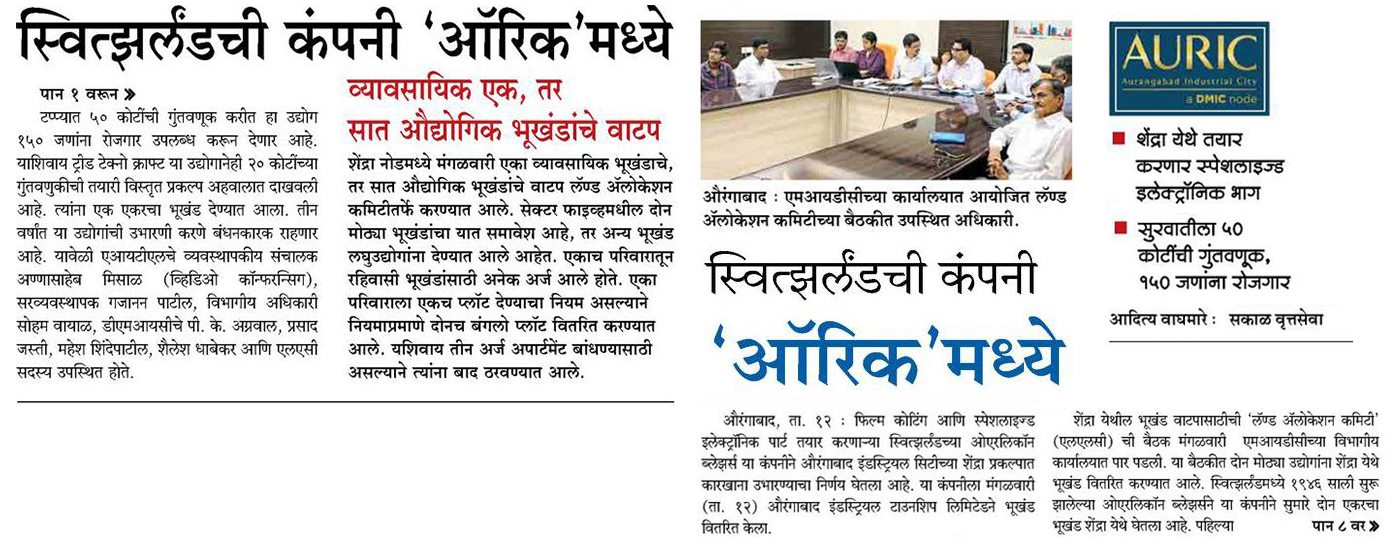 स्वित्झर्लंडची कंपनी ‘ऑरिक’मध्ये
पान १ वरून
टप्प्यात ५० कोटींची गुंतवणूक करीत हा उद्योग
१५० जणांना रोजगार उपलब्ध करून देणार आहे.
याशिवाय ट्रीड टेक्नो क्राफ्ट या उद्योगानेही २० कोटींच्या
गुंतवणुकीची तयारी विस्तृत प्रकल्प अहवालात दाखवली
आहे. त्यांना एक एकरचा भूखंड देण्यात आला. तीन
वर्षांत या उद्योगांची उभारणी करणे बंधनकारक राहणार
आहे. यावेळी एआयटीएलचे व्यवस्थापकीय संचालक
अण्णासाहेब मिसाळ (व्हिडिओ कॉन्फरन्सिग),
सरव्यवस्थापक गजानन पाटील, विभागीय अधिकारी
सोहम वायाळ, डीएमआयसीचे पी. के. अग्रवाल, प्रसाद
जस्ती, महेश शिंदेपाटील, शैलेश धाबेकर आणि एलएसी
सदस्य उपस्थित होते.
व्यावसायिक एक, तर
सात औद्योगिक भूखंडांचे वाटप
शेंद्रा नोडमध्ये मंगळवारी एका व्यावसायिक भूखंडाचे,
तर सात औद्योगिक भूखंडांचे वाटप लॅण्ड ॲलोकेशन
कमिटीतर्फे करण्यात आले. सेक्टर फाइव्हमधील दोन
मोठ्या भूखंडांचा यात समावेश आहे, तर अन्य भूखंड
लघुउद्योगांना देण्यात आले आहेत. एकाच परिवारातून
रहिवासी भूखंडांसाठी अनेक अर्ज आले होते. एका
परिवाराला एकच प्लॉट देण्याचा नियम असल्याने
नियमाप्रमाणे दोनच बंगलो प्लॉट वितरित करण्यात
आले. यशिवाय तीन अर्ज अपार्टमेंट बांधण्यासाठी
असल्याने त्यांना बाद ठरवण्यात आले.
औरंगाबाद : एमआयडीसीच्या कार्यालयात आयोजित लॅण्ड
ॲलोकेशन कमिटीच्या बैठकीत उपस्थित अधिकारी.
स्वित्झर्लंडची कंपनी
‘ऑरिक’मध्ये
AURIC
Aurangabad Industrial City
a DMIC node
शेंद्रा येथे तयार
करणार स्पेशलाइज्ड
इलेक्ट्रॉनिक भाग
सुरवातीला ५०
कोटींची गुंतवणूक,
१५० जणांना रोजगार
आदित्य वाघमारे : सकाळ वृत्तसेवा
औरंगाबाद, ता. १२ : फिल्म कोटिंग आणि स्पेशलाइज्ड
इलेक्ट्रॉनिक पार्ट तयार करणाऱ्या स्वित्झर्लंडच्या ओएरलिकॉन
ब्लेझर्स या कंपनीने औरंगाबाद इंडस्ट्रियल सिटीच्या शेंद्रा प्रकल्पात
कारखाना उभारण्याचा निर्णय घेतला आहे. या कंपनीला मंगळवारी
(ता. १२) औरंगाबाद इंडस्ट्रियल टाउनशिप लिमिटेडने भूखंड
वितरित केला.
शेंद्रा येथील भूखंड वाटपासाठीची ‘लॅण्ड ॲलोकेशन कमिटी’
(एलएलसी) ची बैठक मंगळवारी एमआयडीसीच्या विभागीय
कार्यालयात पार पडली. या बैठकीत दोन मोठ्या उद्योगांना शेंद्रा येथे
भूखंड वितरित करण्यात आले. स्वित्झर्लंडमध्ये १९४६ साली सुरू
झालेल्या ओएरलिकॉन ब्लेझर्सने या कंपनीने सुमारे दोन एकरचा
भूखंड शेंद्रा येथे घेतला आहे. पहिल्या पान ८ वर